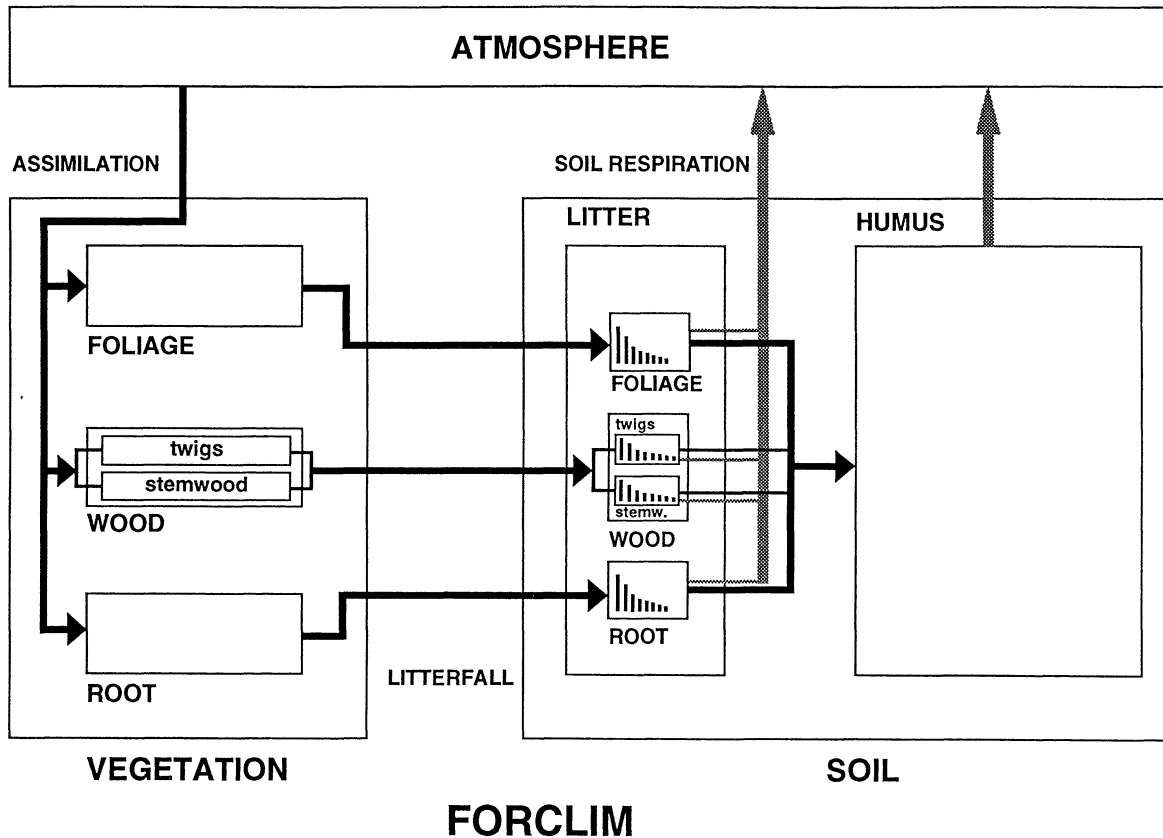 ATMOSPHERE
ASSIMILATION
SOIL RESPIRATION
LITTER
HUMUS
FOLIAGE
FOLIAGE
twigs
stemwood
WOOD
twigs
stemw.
WOOD
ROOT
ROOT
LITTERFALL
VEGETATION
SOIL
FORCLIM